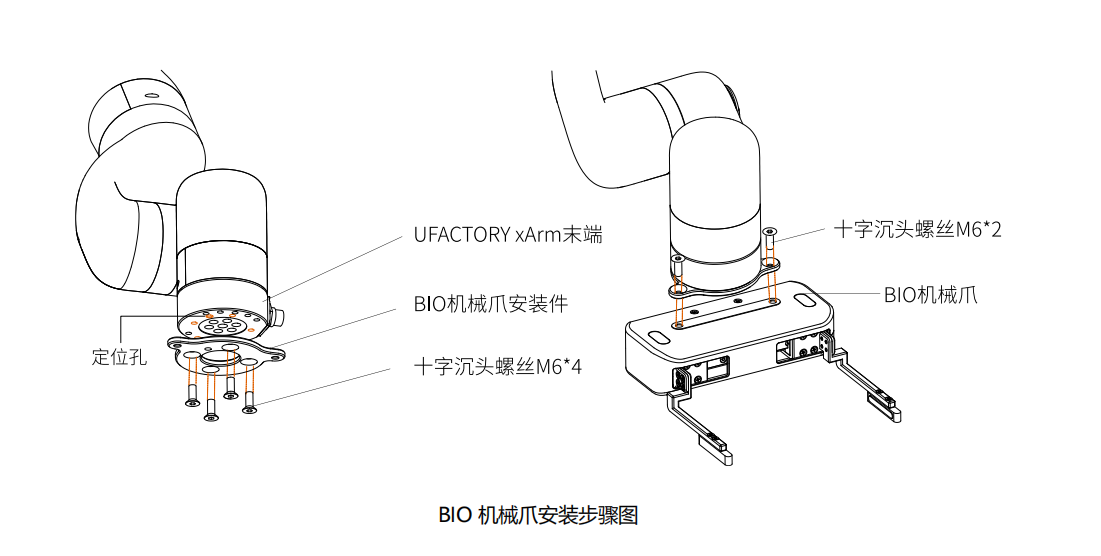 UFACTORY xArm末端
BIO机械爪安装件
定位孔
十字沉头螺丝M6*4
十字沉头螺丝M6*2
BIO机械爪
BIO 机械爪安装步骤图